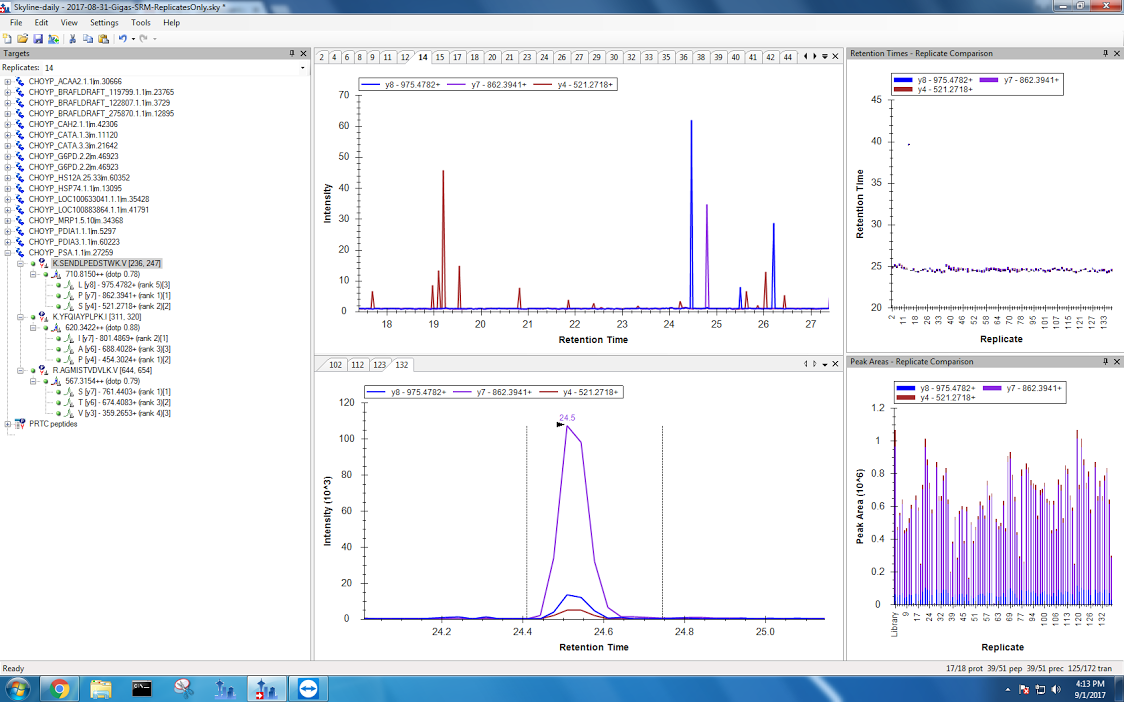 Skyline-daily - 2017-08-31-Gigas-SRM-ReplicatesOnly.sky *
File Edit View Settings Tools Help
Targets
Replicates: 14
CHOYP_ACAA2.1.1|m.30666
CHOYP_BRAFLDRAFT_119799.1.1|m.23765
CHOYP_BRAFLDRAFT_122807.1.1|m.3729
CHOYP_BRAFLDRAFT_275870.1.1|m.12895
CHOYP_CAH2.1.1|m.42306
CHOYP_CATA.1.3|m.11120
CHOYP_CATA.3.3|m.21642
CHOYP_G6PD.2.2|m.46923
CHOYP_G6PD.2.2|m.46923
CHOYP_HS12A.25.33|m.60352
CHOYP_HSP74.1.1|m.13095
CHOYP_LOC100633041.1.1|m.35428
CHOYP_LOC100883864.1.1|m.41791
CHOYP_MRP1.5.10|m.34368
CHOYP_PDIA1.1.1|m.5297
CHOYP_PDIA3.1.1|m.60223
CHOYP_PSA.1.1|m.27259
K.SENDLPEDSTWK.V [236, 247]
710.8150++ (dotp 0.78)
L [y8] - 975.4782+ (rank 5)[3]
P [y7] - 862.3941+ (rank 1)[1]
S [y4] - 521.2718+ (rank 2)[2]
K.YFQIAYPLPK.I [311, 320]
620.3422++ (dotp 0.88)
I [y7] - 801.4869+ (rank 2)[1]
A [y6] - 688.4028+ (rank 3)[3]
P [y4] - 454.3024+ (rank 1)[2]
R.AGMISTVDVLK.V [644, 654]
567.3154++ (dotp 0.79)
S [y7] - 761.4403+ (rank 1)[1]
T [y6] - 674.4083+ (rank 3)[2]
V [y3] - 359.2653+ (rank 4)[3]
PRTC peptides
2 4 6 8 9 11 12 14 15 17 18 20 21 23 24 26 27 29 30 32 33 35 36 38 39 40 41 42 44
y8 - 975.4782+ y7 - 862.3941+ y4 - 521.2718+
70
60
50
40
30
20
10
0
Intensity
18 19 20 21 22 23 24 25 26 27
Retention Time
102 112 123 132
y8 - 975.4782+ y7 - 862.3941+ y4 - 521.2718+
24.5
120
100
80
60
40
20
0
Intensity (10^3)
24.2 24.4 24.6 24.8 25.0
Retention Time
Retention Times - Replicate Comparison
y8 - 975.4782+ y7 - 862.3941+
y4 - 521.2718+
45
40
35
30
25
20
Retention Time
2 11 18 26 33 40 46 52 58 64 70 78 95 101 107 115 121 127 133
Replicate
Peak Areas - Replicate Comparison
y8 - 975.4782+ y7 - 862.3941+
y4 - 521.2718+
1.2
1
0.8
0.6
0.4
0.2
0
Peak Area (10^6)
Library 9 17 24 32 39 45 51 57 63 69 77 94 100 106 113 120 126 132
Replicate
Ready
17/18 prot 39/51 pep 39/51 prec 125/172 tran
4:13 PM
9/1/2017